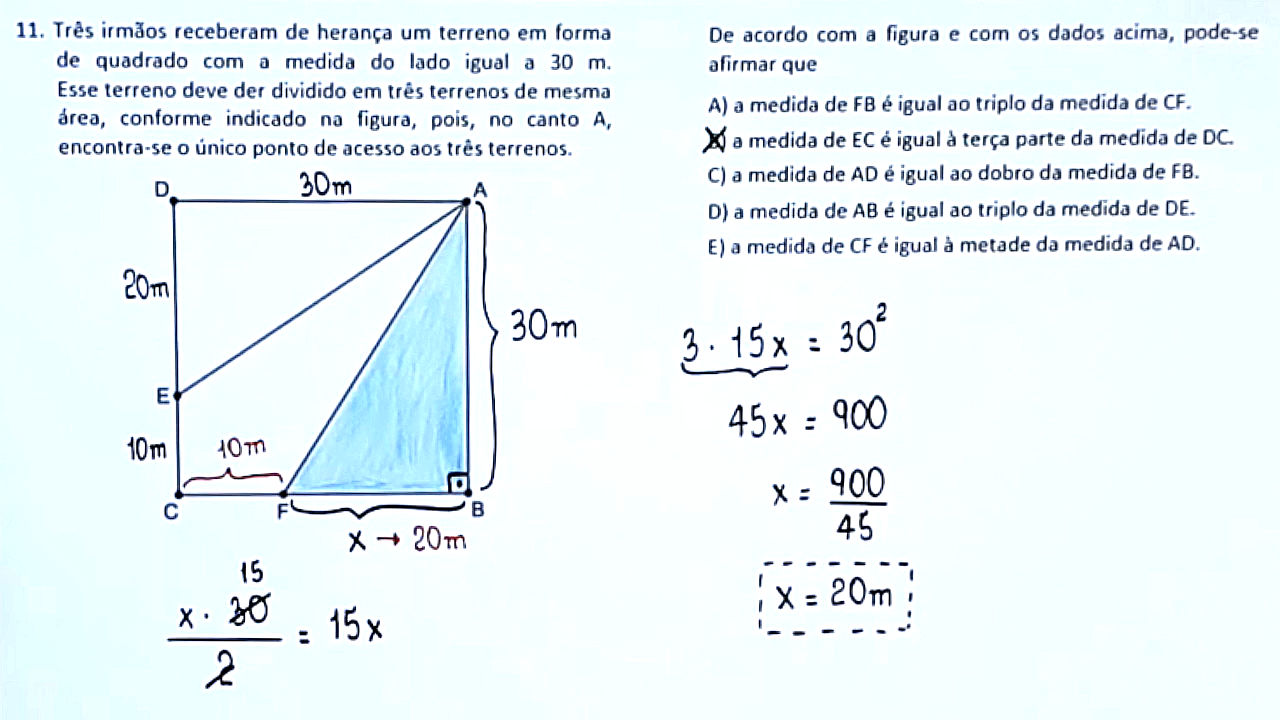 11. Três irmãos receberam de herança um terreno em forma
de quadrado com a medida do lado igual a 30 m.
Esse terreno deve der dividido em três terrenos de mesma
área, conforme indicado na figura, pois, no canto A,
encontra-se o único ponto de acesso aos três terrenos.
D 30m A
20m
30m
E
10m 10m
C F B
x → 20m
15
x · 30 / 2 = 15x
De acordo com a figura e com os dados acima, pode-se
afirmar que
A) a medida de FB é igual ao triplo da medida de CF.
X) a medida de EC é igual à terça parte da medida de DC.
C) a medida de AD é igual ao dobro da medida de FB.
D) a medida de AB é igual ao triplo da medida de DE.
E) a medida de CF é igual à metade da medida de AD.
3 · 15x = 30²
45x = 900
x = 900 / 45
x = 20m